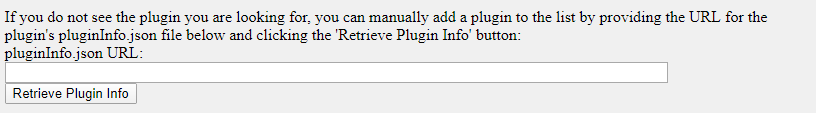 If you do not see the plugin you are looking for, you can manually add a plugin to the list by providing the URL for the
plugin's pluginInfo.json file below and clicking the 'Retrieve Plugin Info' button:
pluginInfo.json URL:
Retrieve Plugin Info